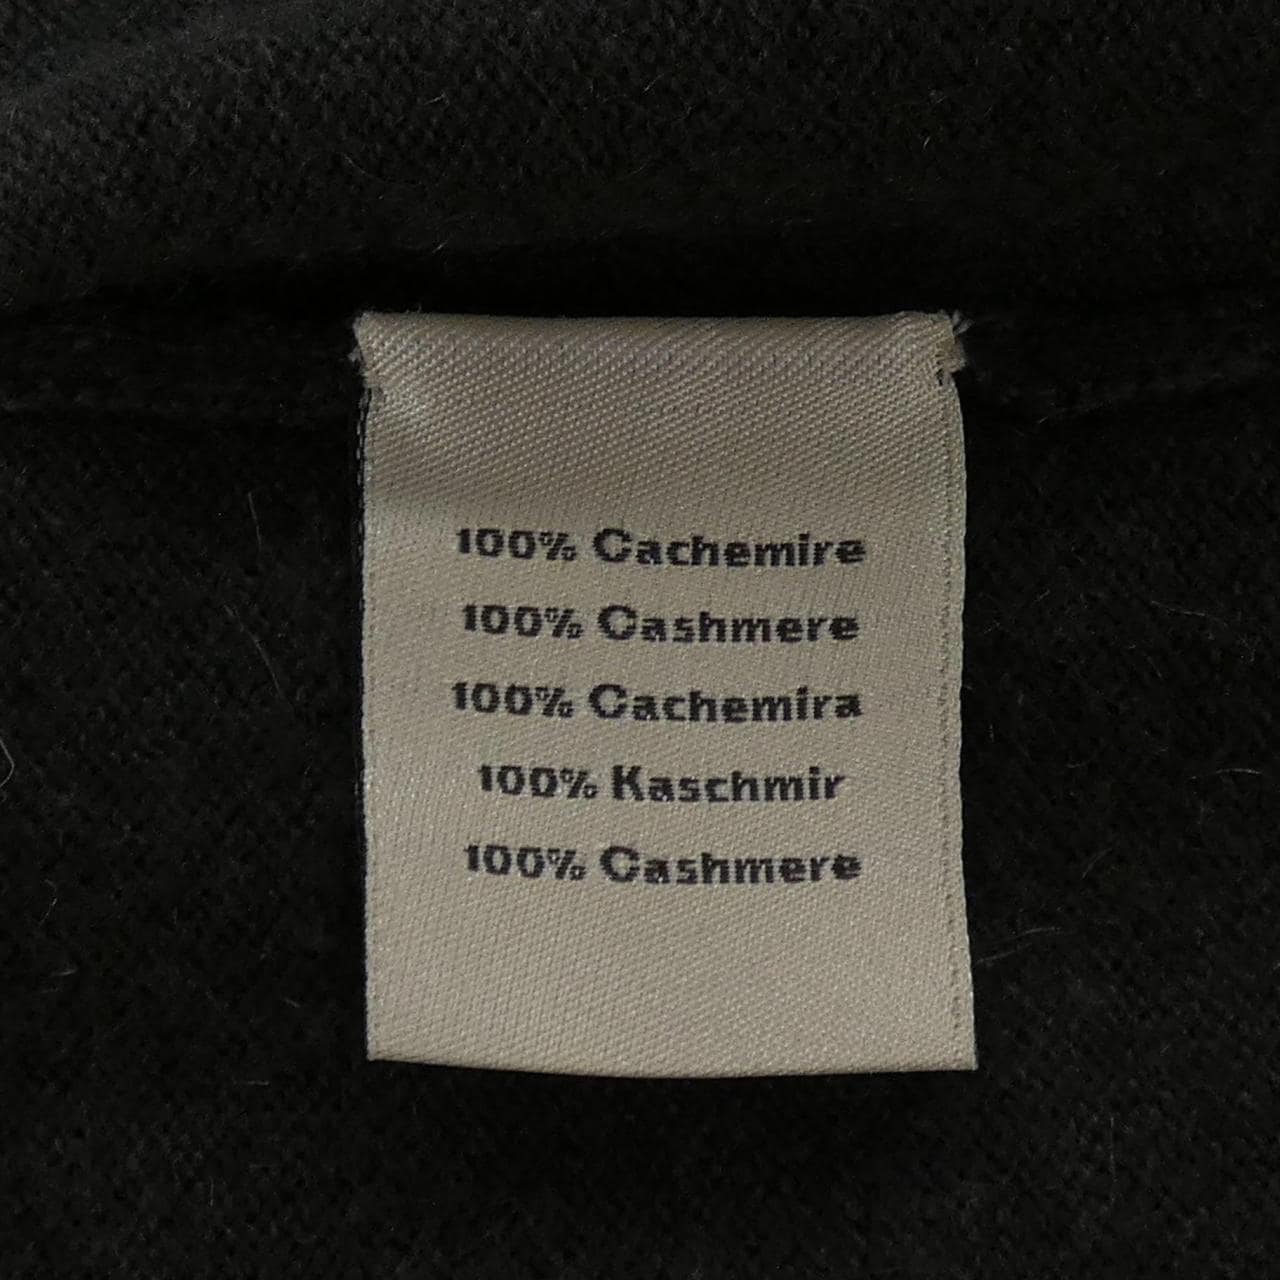 100% Cachemire
100% Cashmere
100% Cachemira
100% Kaschmir
100% Cashmere